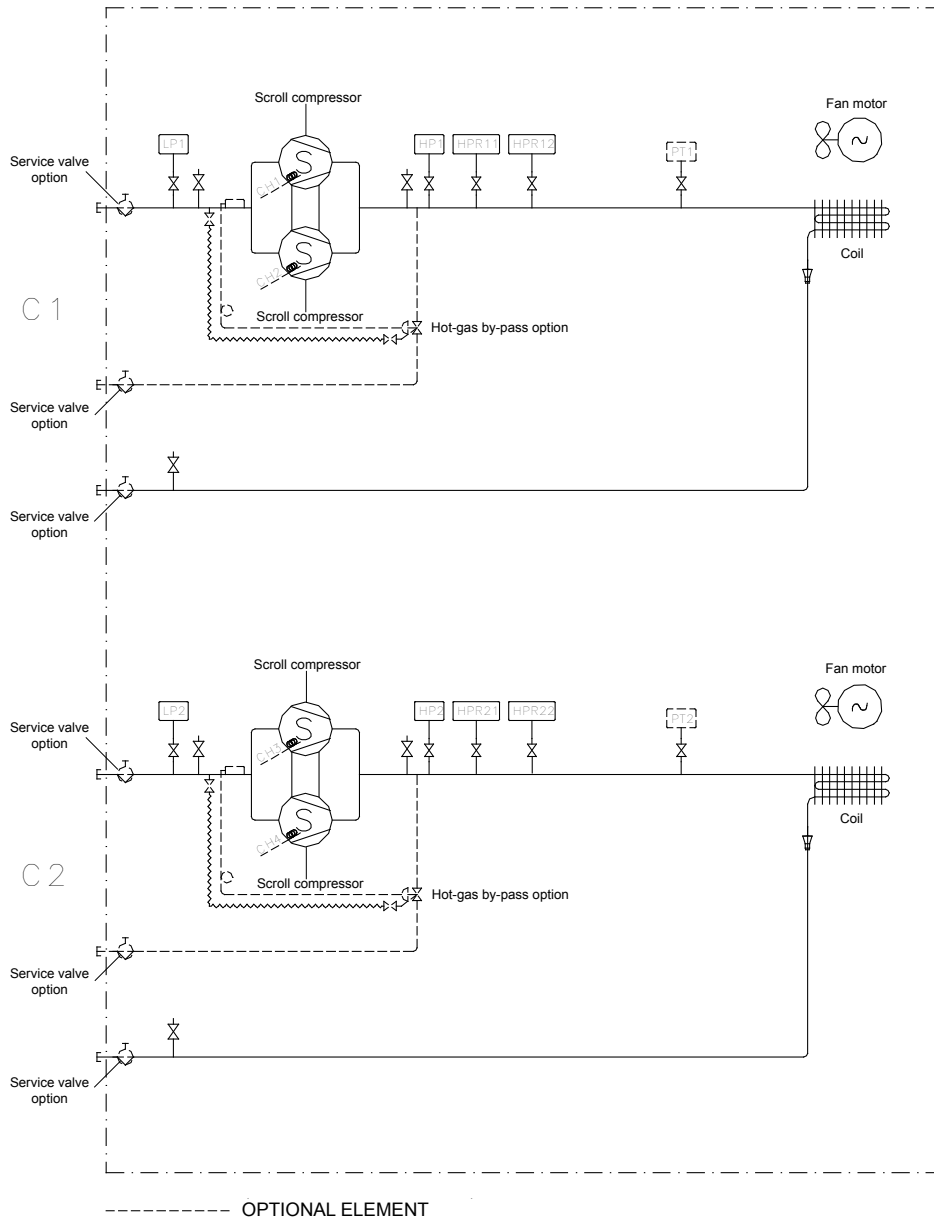 Scroll compressor
Fan motor
LP1
HP1
HPR11
HPR12
PT1
Service valve
option
S
CH1
S
CH2
Coil
C1
Scroll compressor
Hot-gas by-pass option
Service valve
option
Service valve
option
Scroll compressor
Fan motor
LP2
HP2
HPR21
HPR22
PT2
Service valve
option
S
CH3
S
CH4
Coil
C2
Scroll compressor
Hot-gas by-pass option
Service valve
option
Service valve
option
OPTIONAL ELEMENT